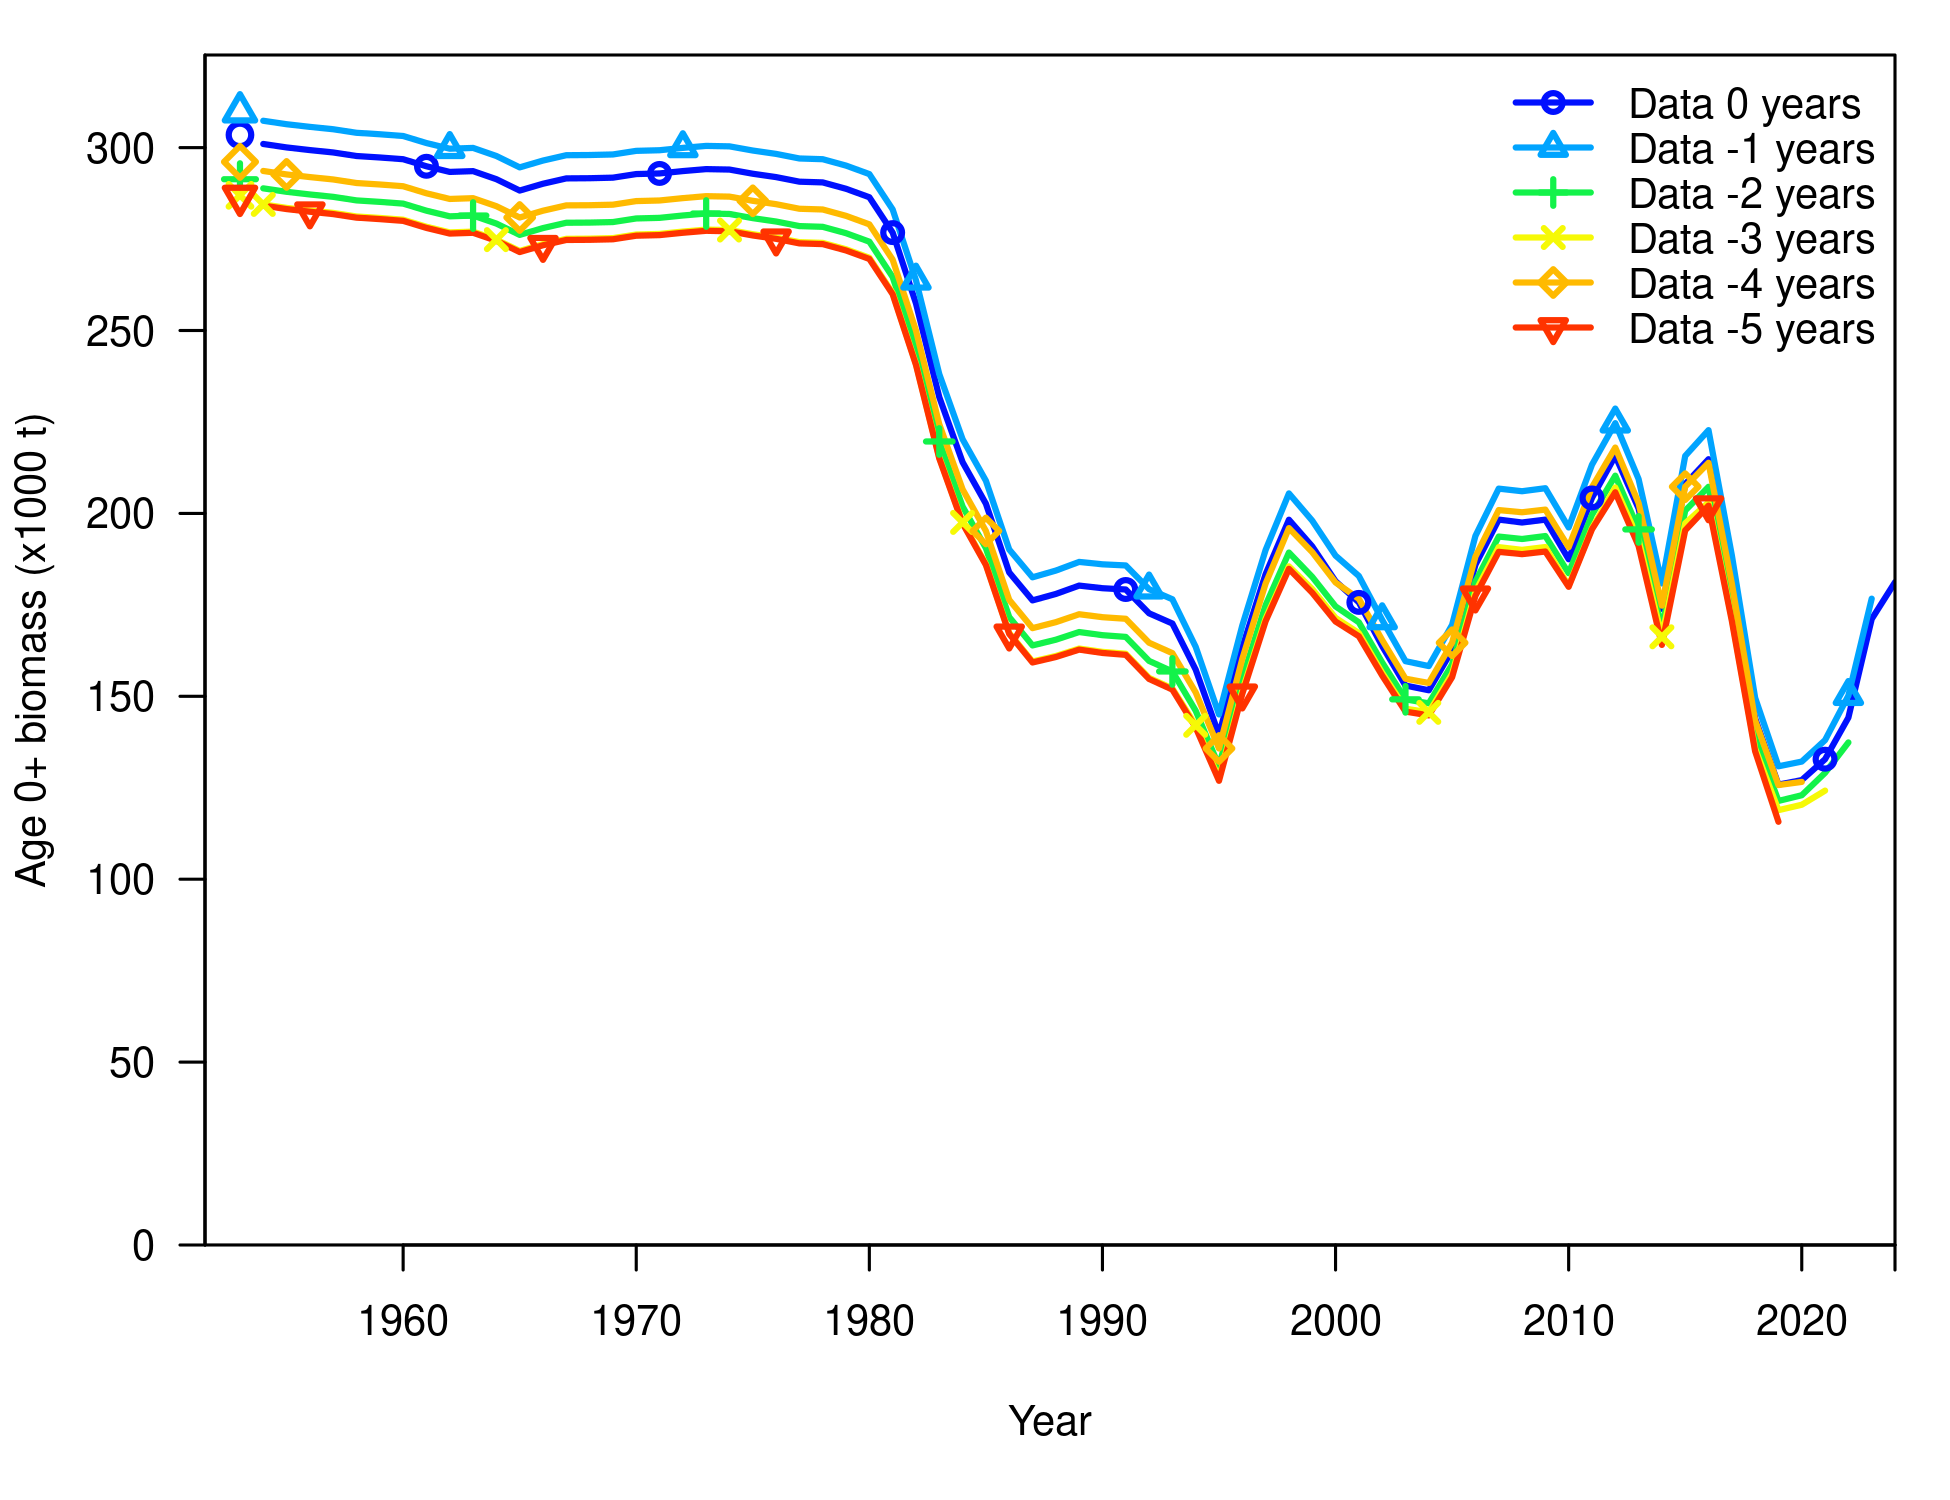 Data 0 years
Data -1 years
Data -2 years
Data -3 years
Data -4 years
Data -5 years
Age 0+ biomass (x1000 t)
300
250
200
150
100
50
0
1960 1970 1980 1990 2000 2010 2020
Year